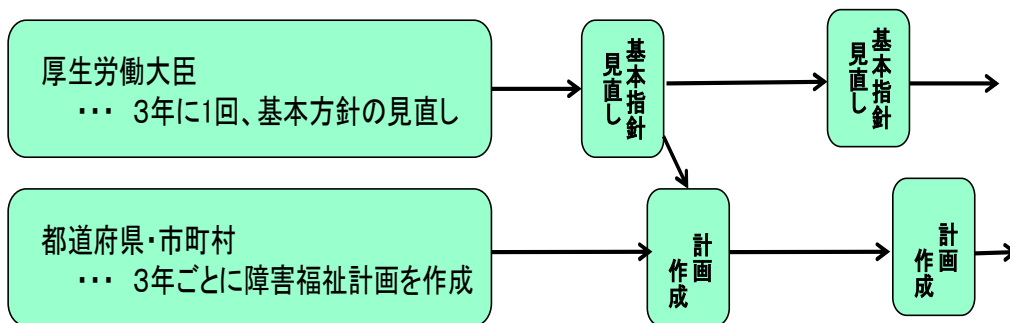 厚生労働大臣
･･･ 3年に1回、基本方針の見直し
基本指針
見直し
基本指針
見直し
都道府県･市町村
･･･ 3年ごとに障害福祉計画を作成
計画
作成
計画
作成